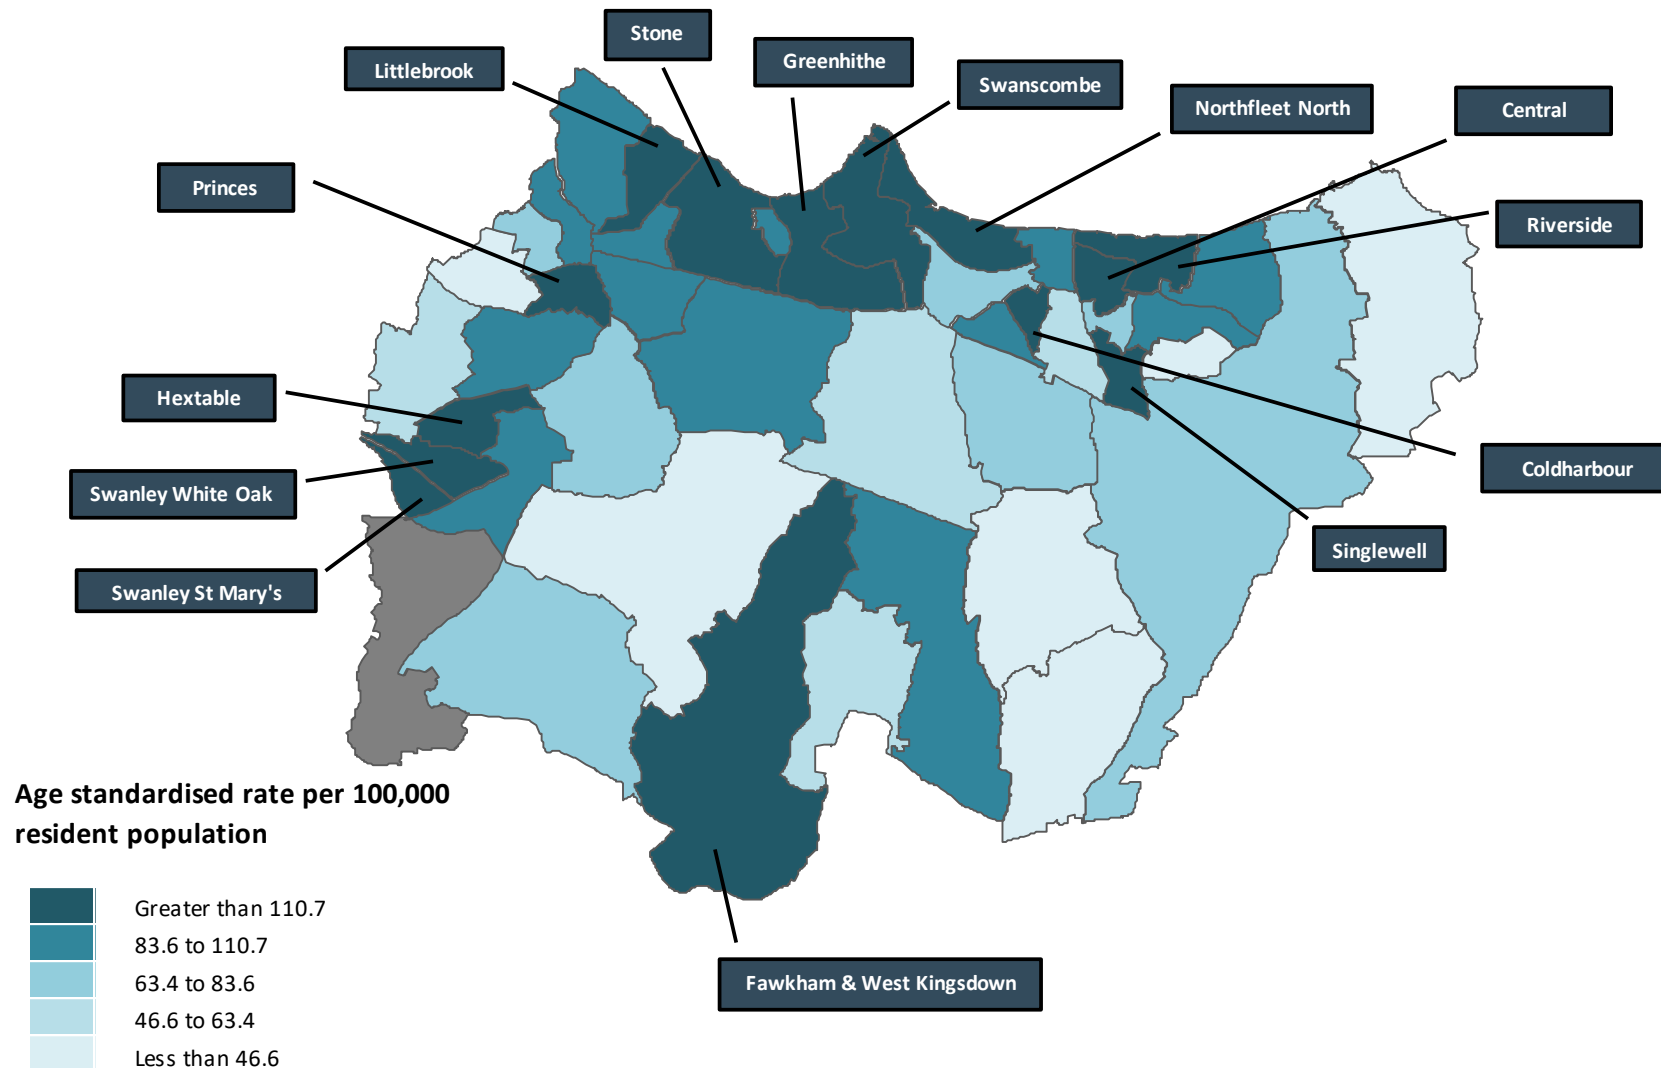 Stone
Littlebrook
Greenhithe
Swanscombe
Northfleet North
Central
Princes
Riverside
Hextable
Coldharbour
Swanley White Oak
Singlewell
Swanley St Mary's
Age standardised rate per 100,000
resident population
Greater than 110.7
83.6 to 110.7
63.4 to 83.6
46.6 to 63.4
Less than 46.6
Fawkham & West Kingsdown